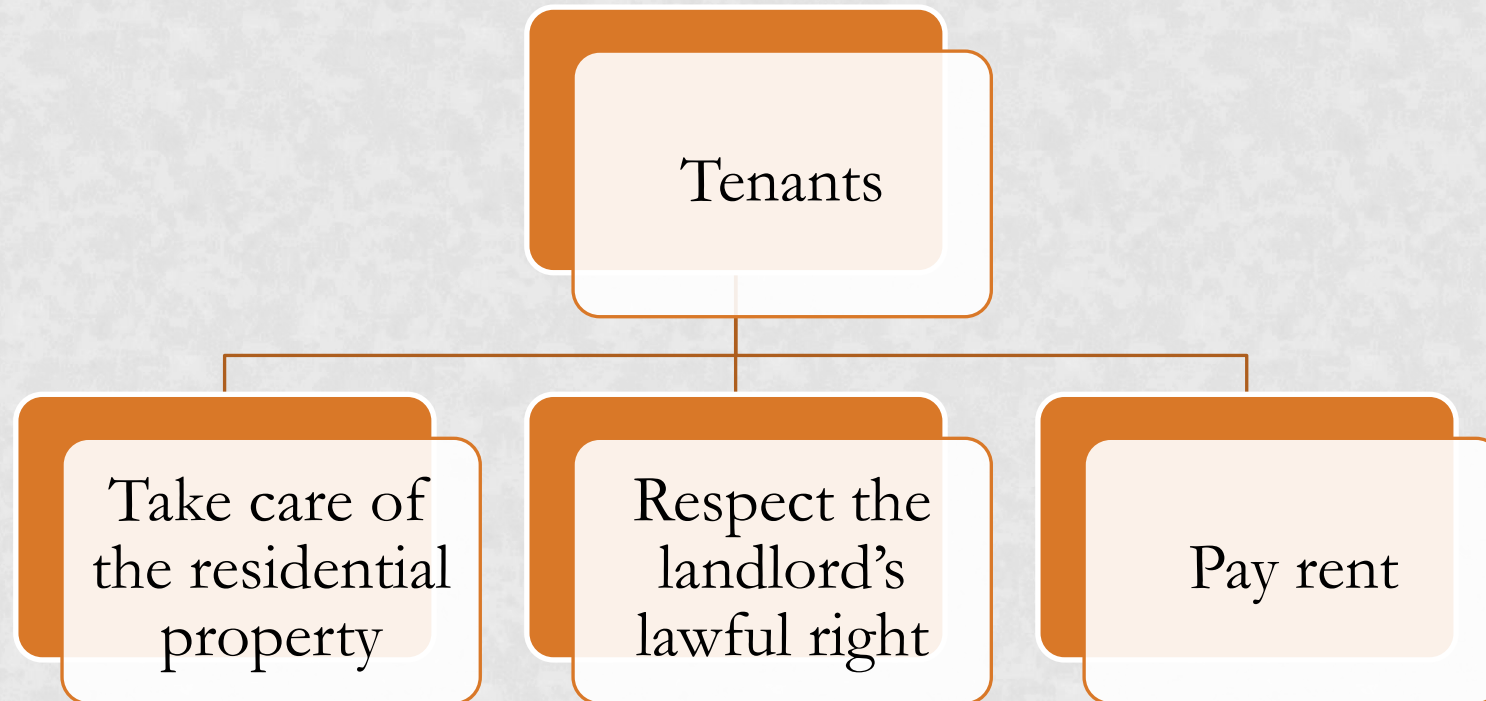 Tenants
Take care of
the residential
property
Respect the
landlord’s
lawful right
Pay rent